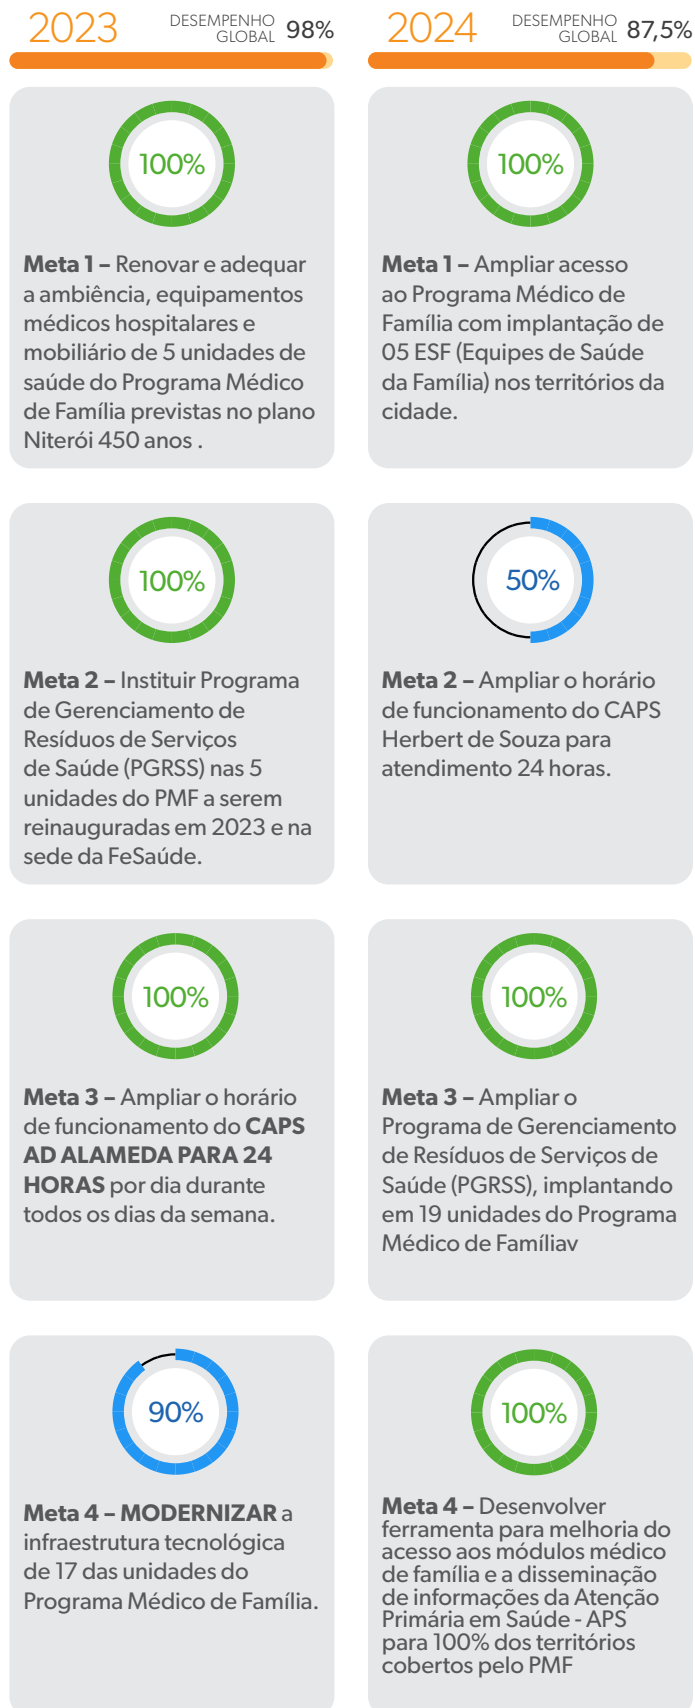 2023
DESEMPENHO
GLOBAL
98%
100%
Meta 1 – Renovar e adequar
a ambiência, equipamentos
médicos hospitalares e
mobiliário de 5 unidades de
saúde do Programa Médico
de Família previstas no plano
Niterói 450 anos .
100%
Meta 2 – Instituir Programa
de Gerenciamento de
Resíduos de Serviços
de Saúde (PGRSS) nas 5
unidades do PMF a serem
reinauguradas em 2023 e na
sede da FeSaúde.
100%
Meta 3 – Ampliar o horário
de funcionamento do CAPS
AD ALAMEDA PARA 24
HORAS por dia durante
todos os dias da semana.
90%
Meta 4 – MODERNIZAR a
infraestrutura tecnológica
de 17 das unidades do
Programa Médico de Família.
2024
DESEMPENHO
GLOBAL
87,5%
100%
Meta 1 – Ampliar acesso
ao Programa Médico de
Família com implantação de
05 ESF (Equipes de Saúde
da Família) nos territórios da
cidade.
50%
Meta 2 – Ampliar o horário
de funcionamento do CAPS
Herbert de Souza para
atendimento 24 horas.
100%
Meta 3 – Ampliar o
Programa de Gerenciamento
de Resíduos de Serviços de
Saúde (PGRSS), implantando
em 19 unidades do Programa
Médico de Famíliav
100%
Meta 4 – Desenvolver
ferramenta para melhoria do
acesso aos módulos médico
de família e a disseminação
de informações da Atenção
Primária em Saúde - APS
para 100% dos territórios
cobertos pelo PMF